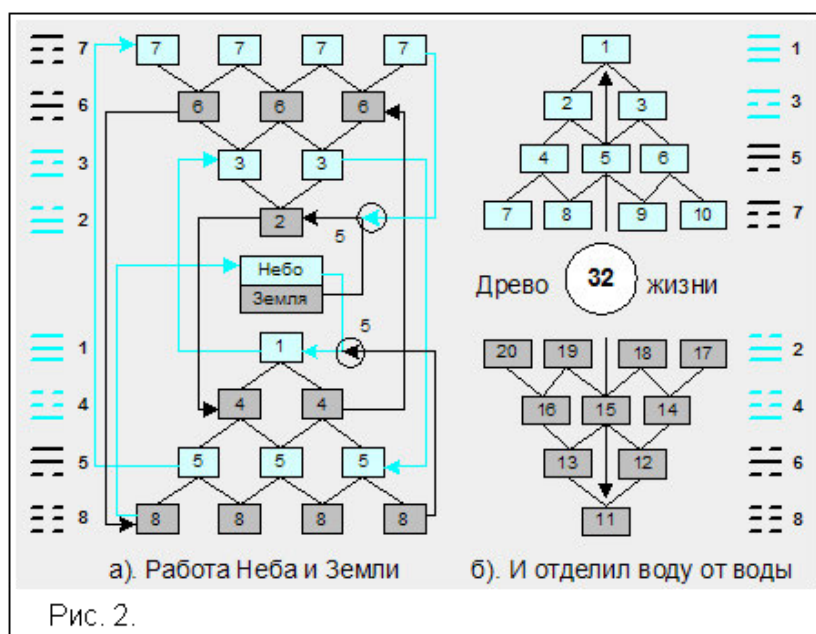 7 7 7 7 7
6 6 6 6
3 3 3
2 2
5
Небо
Земля
5
1 1
4 4 4
5 5 5 5
8 8 8 8 8
а). Работа Неба и Земли
1 1
2 3 3
4 5 6 5
7 8 9 10 7
Древо 32 жизни
20 19 18 17 2
16 15 14 4
13 12 6
11 8
б). И отделил воду от воды
Рис. 2.